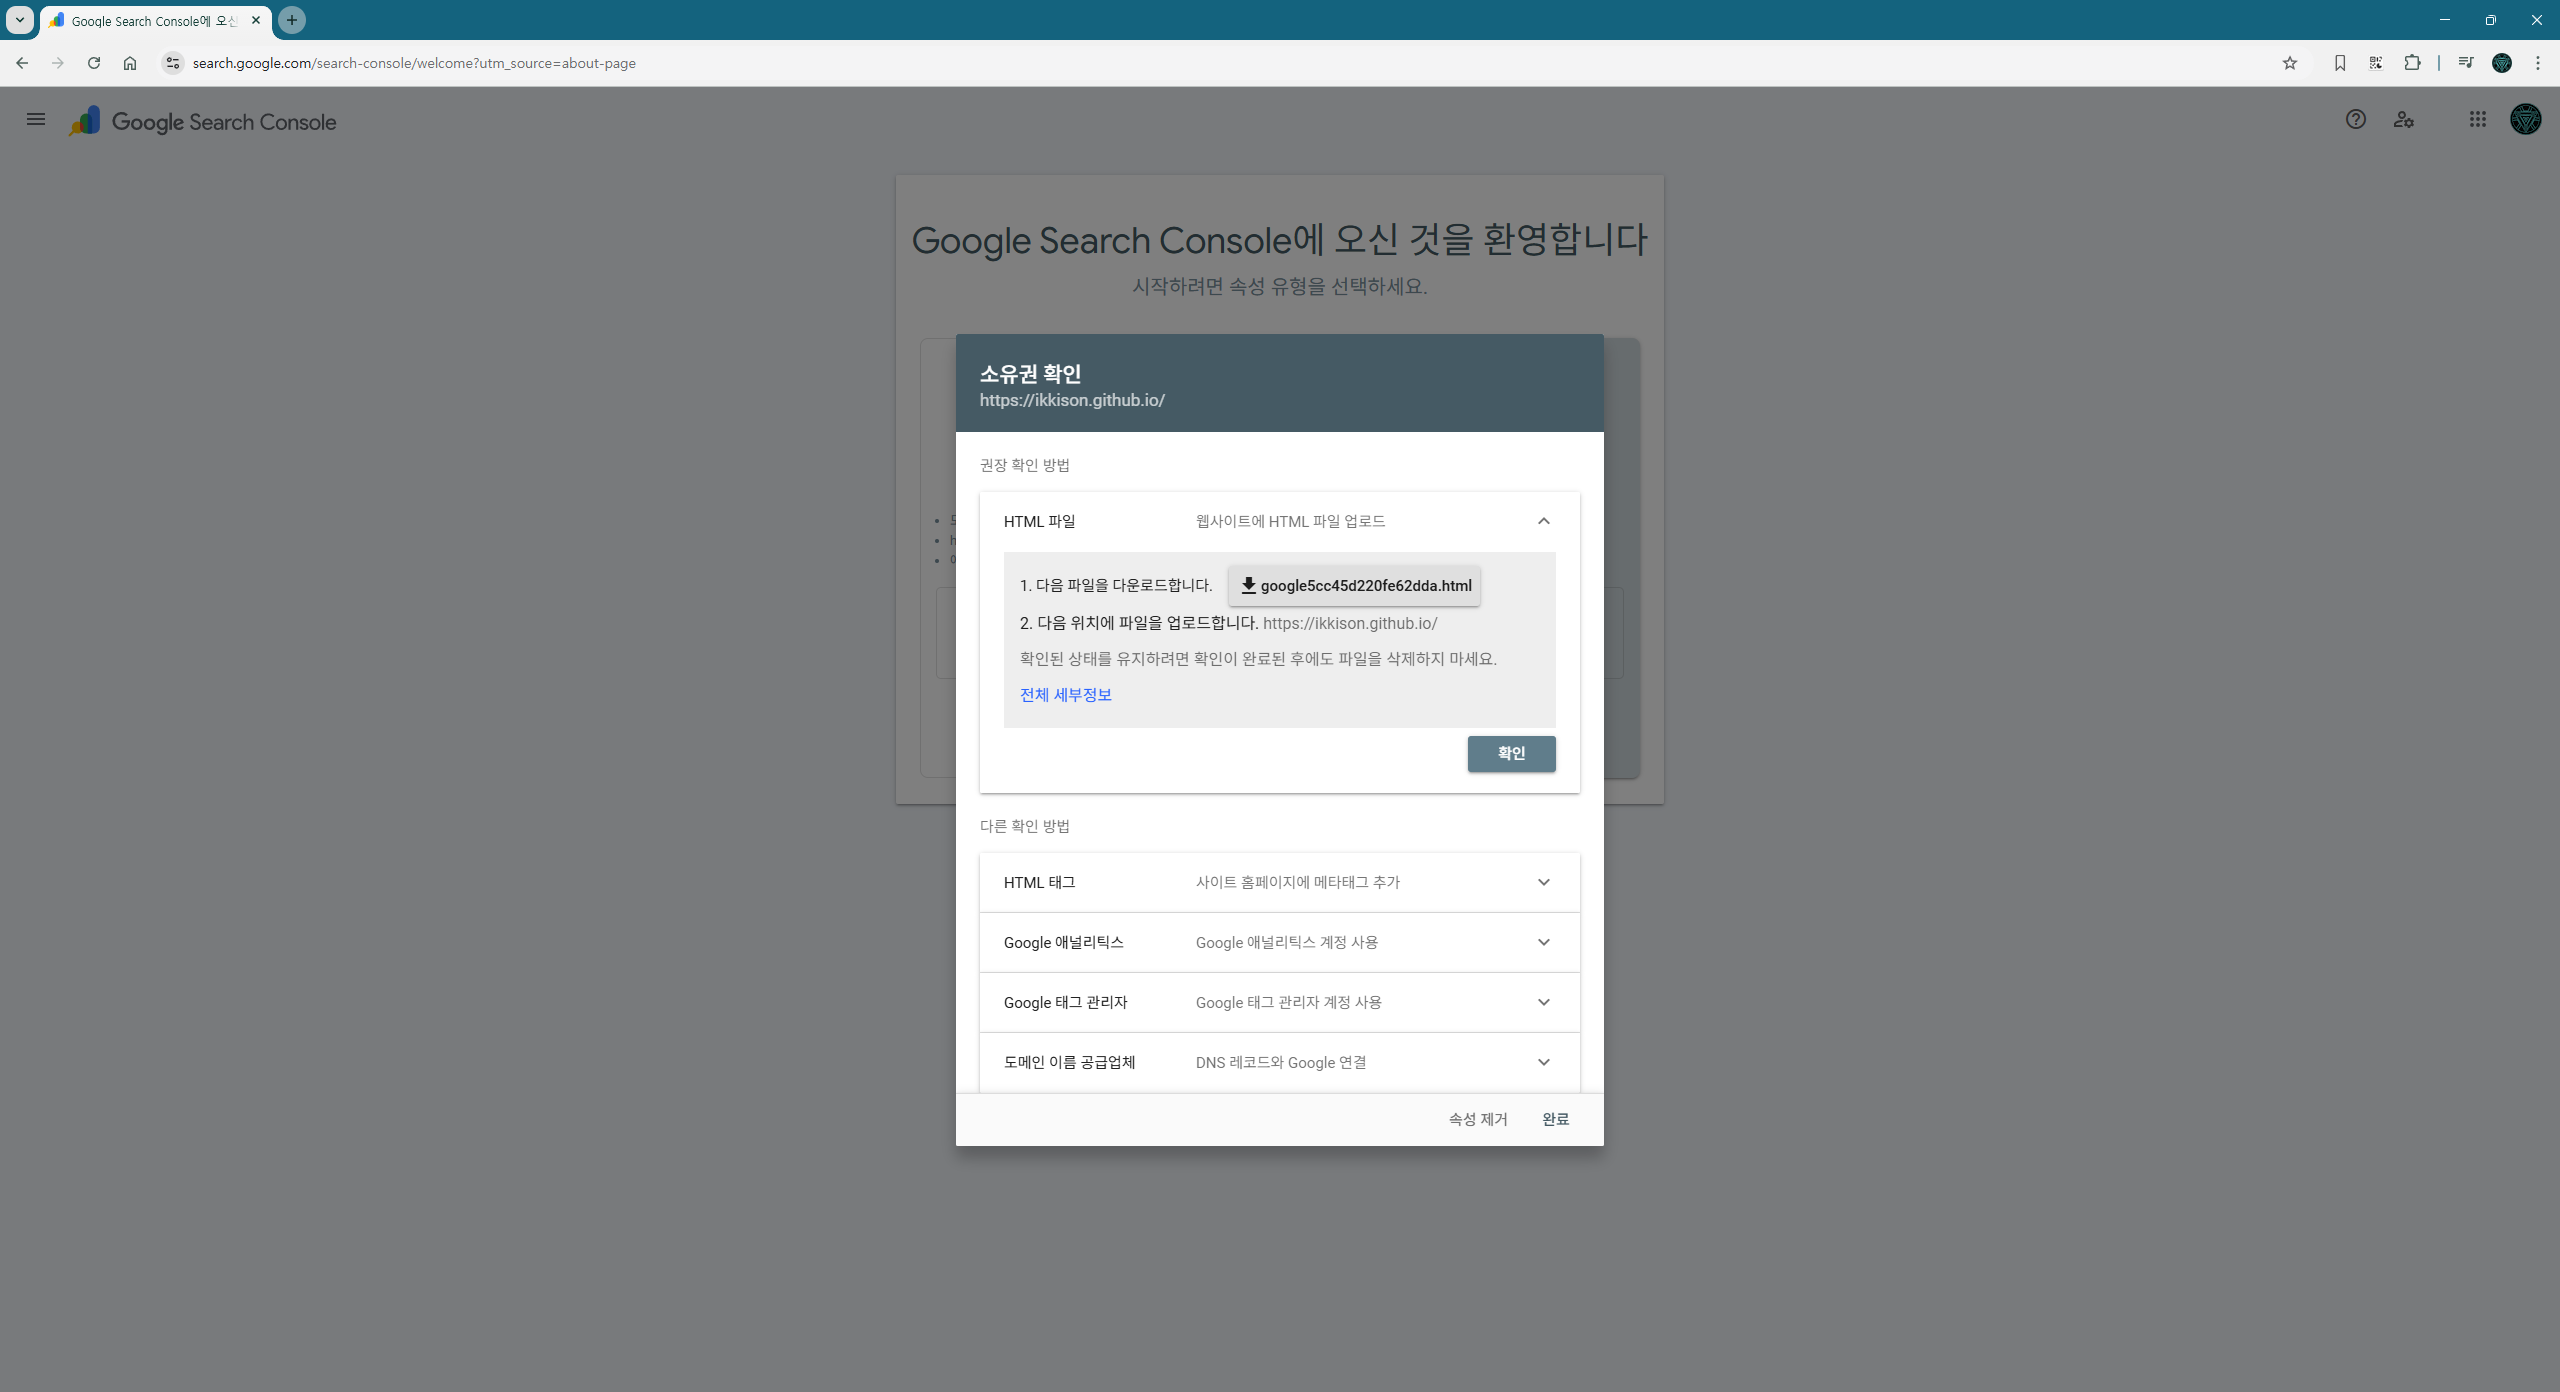 Google Search Console에 오신
search.google.com/search-console/welcome?utm_source=about-page
Google Search Console
Google Search Console에 오신 것을 환영합니다
시작하려면 속성 유형을 선택하세요.
소유권 확인
https://ikkison.github.io/
권장 확인 방법
HTML 파일 웹사이트에 HTML 파일 업로드
1. 다음 파일을 다운로드합니다. google5cc45d220fe62dda.html
2. 다음 위치에 파일을 업로드합니다. https://ikkison.github.io/
확인된 상태를 유지하려면 확인이 완료된 후에도 파일을 삭제하지 마세요.
전체 세부정보
확인
다른 확인 방법
HTML 태그 사이트 홈페이지에 메타태그 추가
Google 애널리틱스 Google 애널리틱스 계정 사용
Google 태그 관리자 Google 태그 관리자 계정 사용
도메인 이름 공급업체 DNS 레코드와 Google 연결
속성 제거 완료